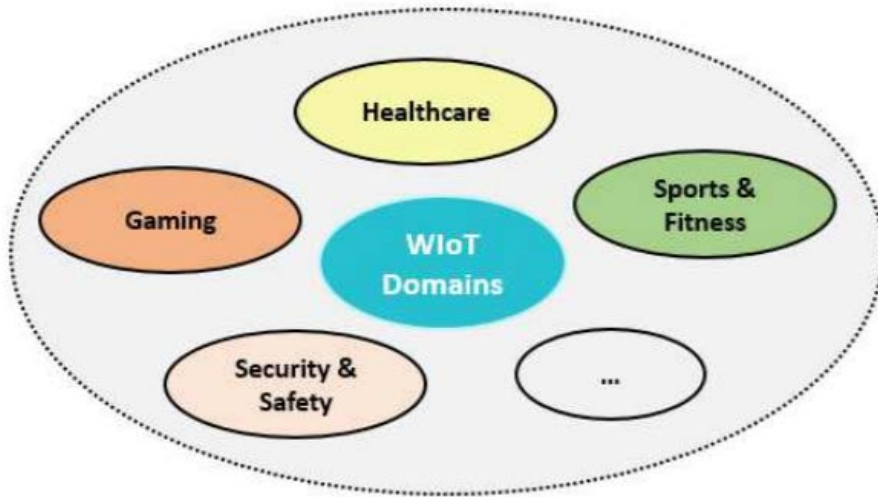 Healthcare
Gaming
Sports &
Fitness
WIoT
Domains
Security &
Safety
...